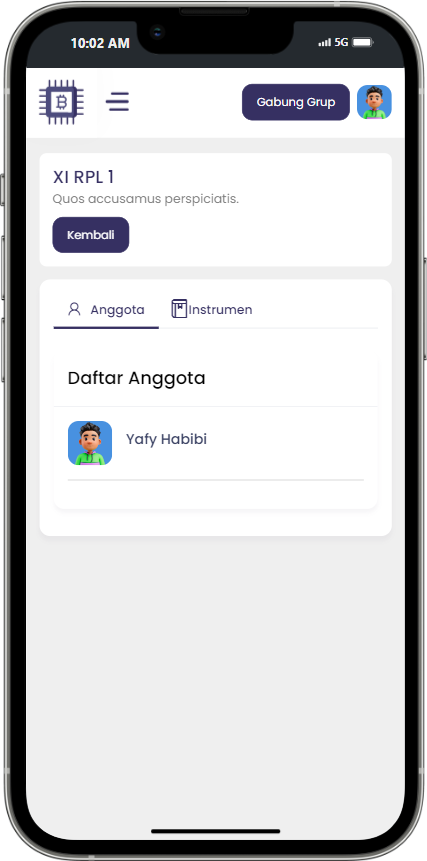 10:02 AM
5G
Gabung Grup
XI RPL 1
Quos accusamus perspiciatis.
Kembali
Anggota
Instrumen
Daftar Anggota
Yafy Habibi